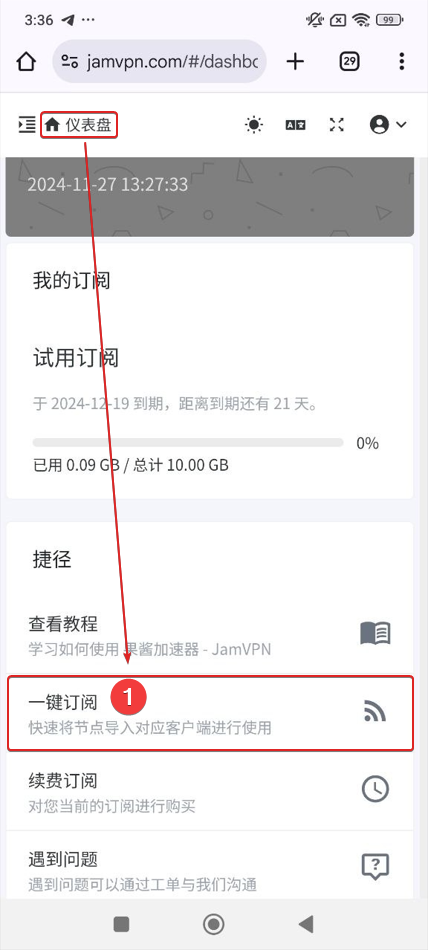 3:36
99
jamvpn.com/#/dashbo
29
仪表盘
2024-11-27 13:27:33
我的订阅
试用订阅
于 2024-12-19 到期，距离到期还有 21 天。
0%
已用 0.09 GB / 总计 10.00 GB
捷径
查看教程
学习如何使用 果酱加速器 - JamVPN
一键订阅
1
快速将节点导入对应客户端进行使用
续费订阅
对您当前的订阅进行购买
遇到问题
遇到问题可以通过工单与我们沟通